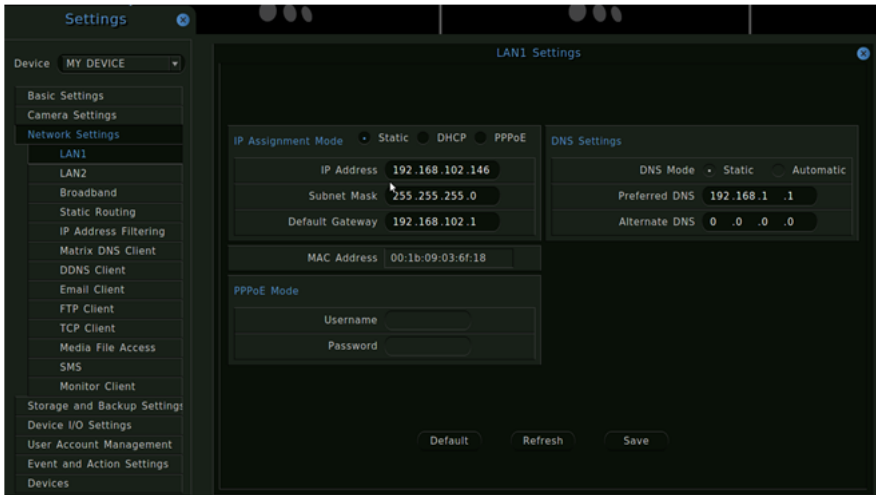 Settings
Device MY DEVICE
Basic Settings
Camera Settings
Network Settings
LAN1
LAN2
Broadband
Static Routing
IP Address Filtering
Matrix DNS Client
DDNS Client
Email Client
FTP Client
TCP Client
Media File Access
SMS
Monitor Client
Storage and Backup Settings
Device I/O Settings
User Account Management
Event and Action Settings
Devices
LAN1 Settings
IP Assignment Mode Static DHCP PPPoE
IP Address 192.168.102.146
Subnet Mask 255.255.255.0
Default Gateway 192.168.102.1
MAC Address 00:1b:09:03:6f:18
PPPoE Mode
Username
Password
DNS Settings
DNS Mode Static Automatic
Preferred DNS 192.168.1 .1
Alternate DNS 0 .0 .0 .0
Default Refresh Save